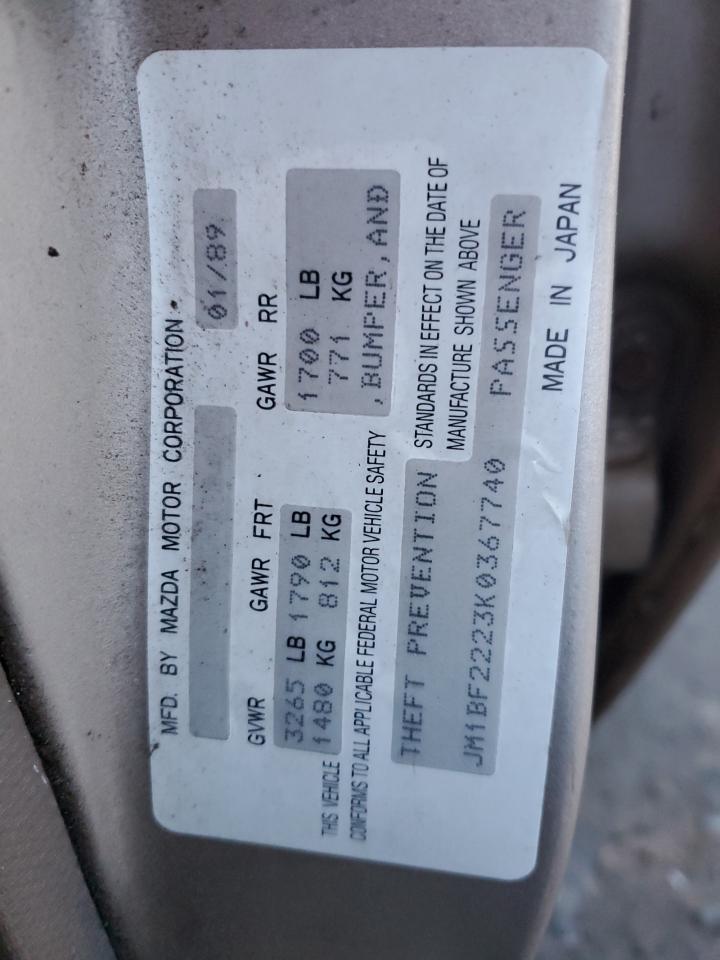 MFD. BY MAZDA MOTOR CORPORATION
01/89
GVWR GAWR FRT GAWR RR
3265 LB 1790 LB 1700 LB
1480 KG 812 KG 771 KG
THIS VEHICLE
CONFORMS TO ALL APPLICABLE FEDERAL MOTOR VEHICLE SAFETY ,BUMPER,AND
THEFT PREVENTION STANDARDS IN EFFECT ON THE DATE OF
MANUFACTURE SHOWN ABOVE
JM1BF2223K0367740 PASSENGER
MADE IN JAPAN